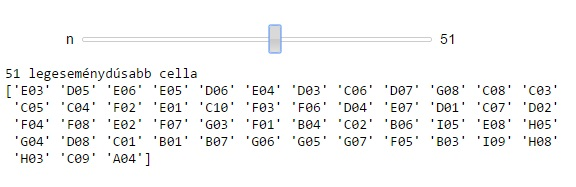 n 51
51 legeseménydúsabb cella
['E03' 'D05' 'E06' 'E05' 'D06' 'E04' 'D03' 'C06' 'D07' 'G08' 'C08' 'C03'
'C05' 'C04' 'F02' 'E01' 'C10' 'F03' 'F06' 'D04' 'E07' 'D01' 'C07' 'D02'
'F04' 'F08' 'E02' 'F07' 'G03' 'F01' 'B04' 'C02' 'B06' 'I05' 'E08' 'H05'
'G04' 'D08' 'C01' 'B01' 'B07' 'G06' 'G05' 'G07' 'F05' 'B03' 'I09' 'H08'
'H03' 'C09' 'A04']